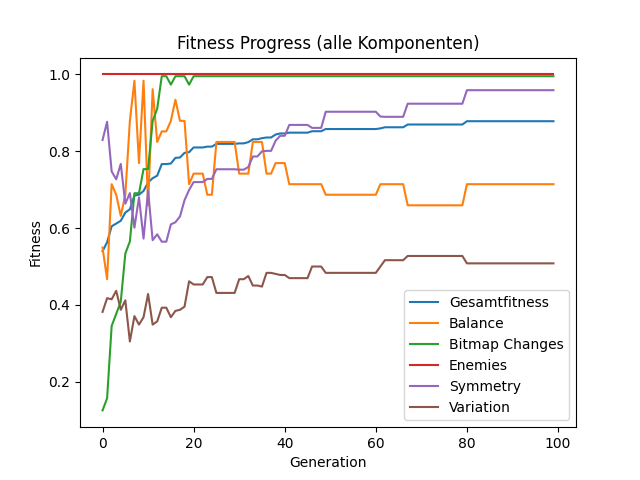 Fitness Progress (alle Komponenten)
1.0
0.8
0.6
0.4
0.2
Fitness
0 20 40 60 80 100
Generation
Gesamtfitness
Balance
Bitmap Changes
Enemies
Symmetry
Variation